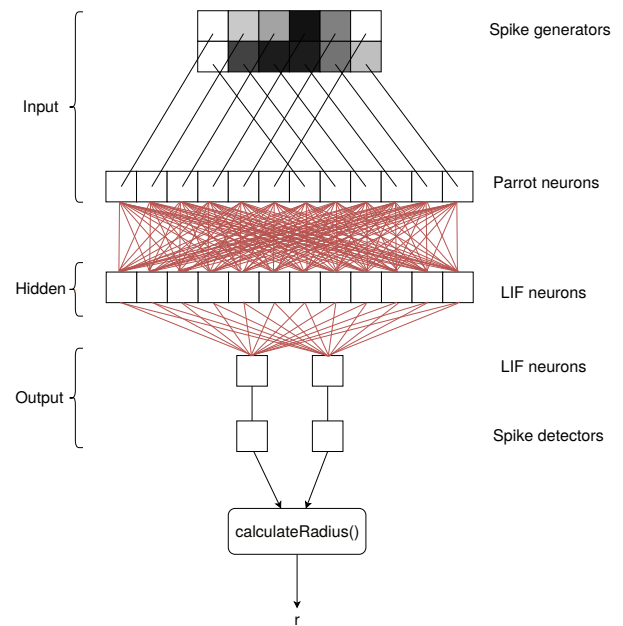 Spike generators
Input
Parrot neurons
Hidden
LIF neurons
LIF neurons
Output
Spike detectors
calculateRadius()
r